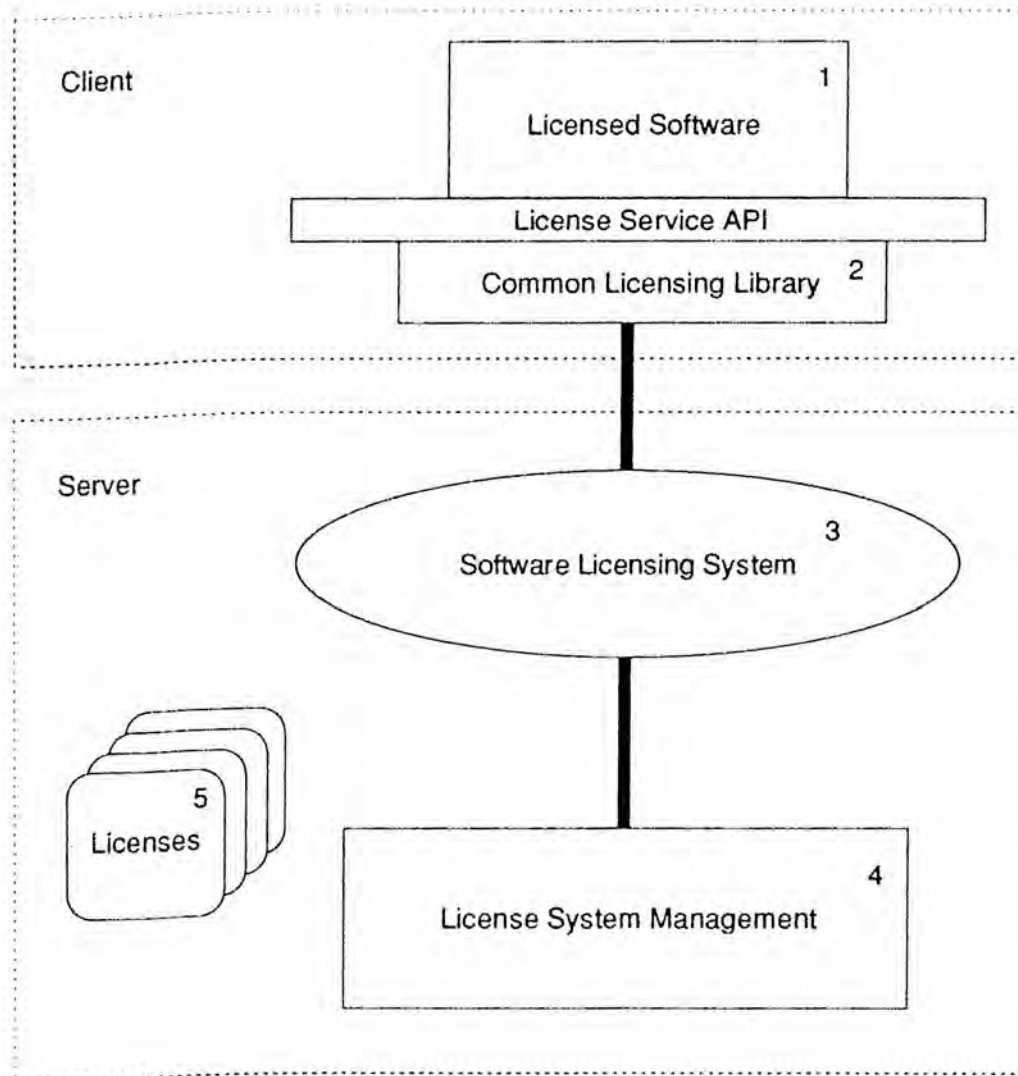 Client
1
Licensed Software
License Service API
2
Common Licensing Library
Server
3
Software Licensing System
5
Licenses
4
License System Management